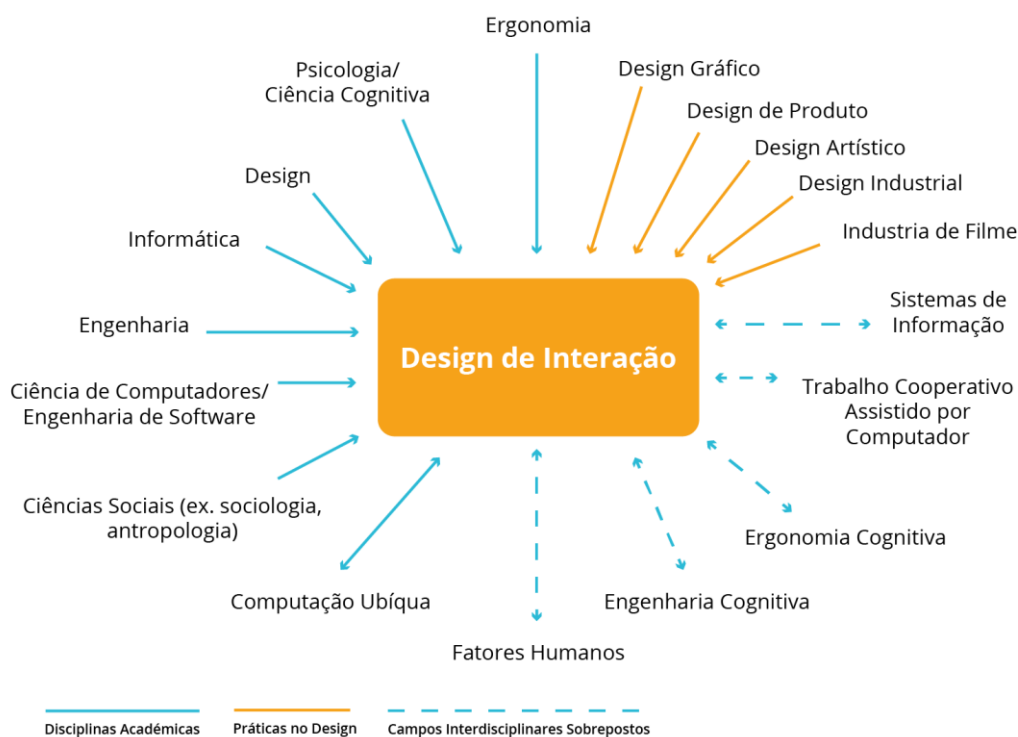 Ergonomia
Psicologia/
Ciência Cognitiva
Design Gráfico
Design de Produto
Design Artístico
Design
Design Industrial
Informática
Industria de Filme
Sistemas de
Informação
Engenharia
Design de Interação
Ciência de Computadores/
Engenharia de Software
Trabalho Cooperativo
Assistido por
Computador
Ciências Sociais (ex. sociologia,
antropologia)
Ergonomia Cognitiva
Computação Ubíqua
Engenharia Cognitiva
Fatores Humanos
Disciplinas Académicas
Práticas no Design
Campos Interdisciplinares Sobrepostos